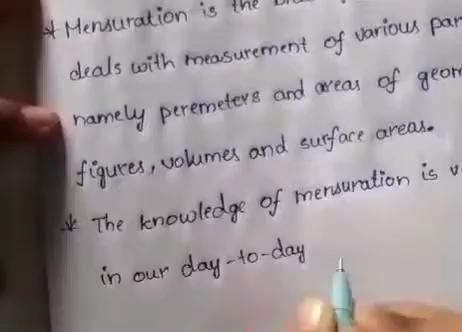 * Mensuration is the
deals with measurement of various
namely peremeters and areas of
figures, volumes and surface areas.
* The knowledge of mensuration is
in our day-to-day